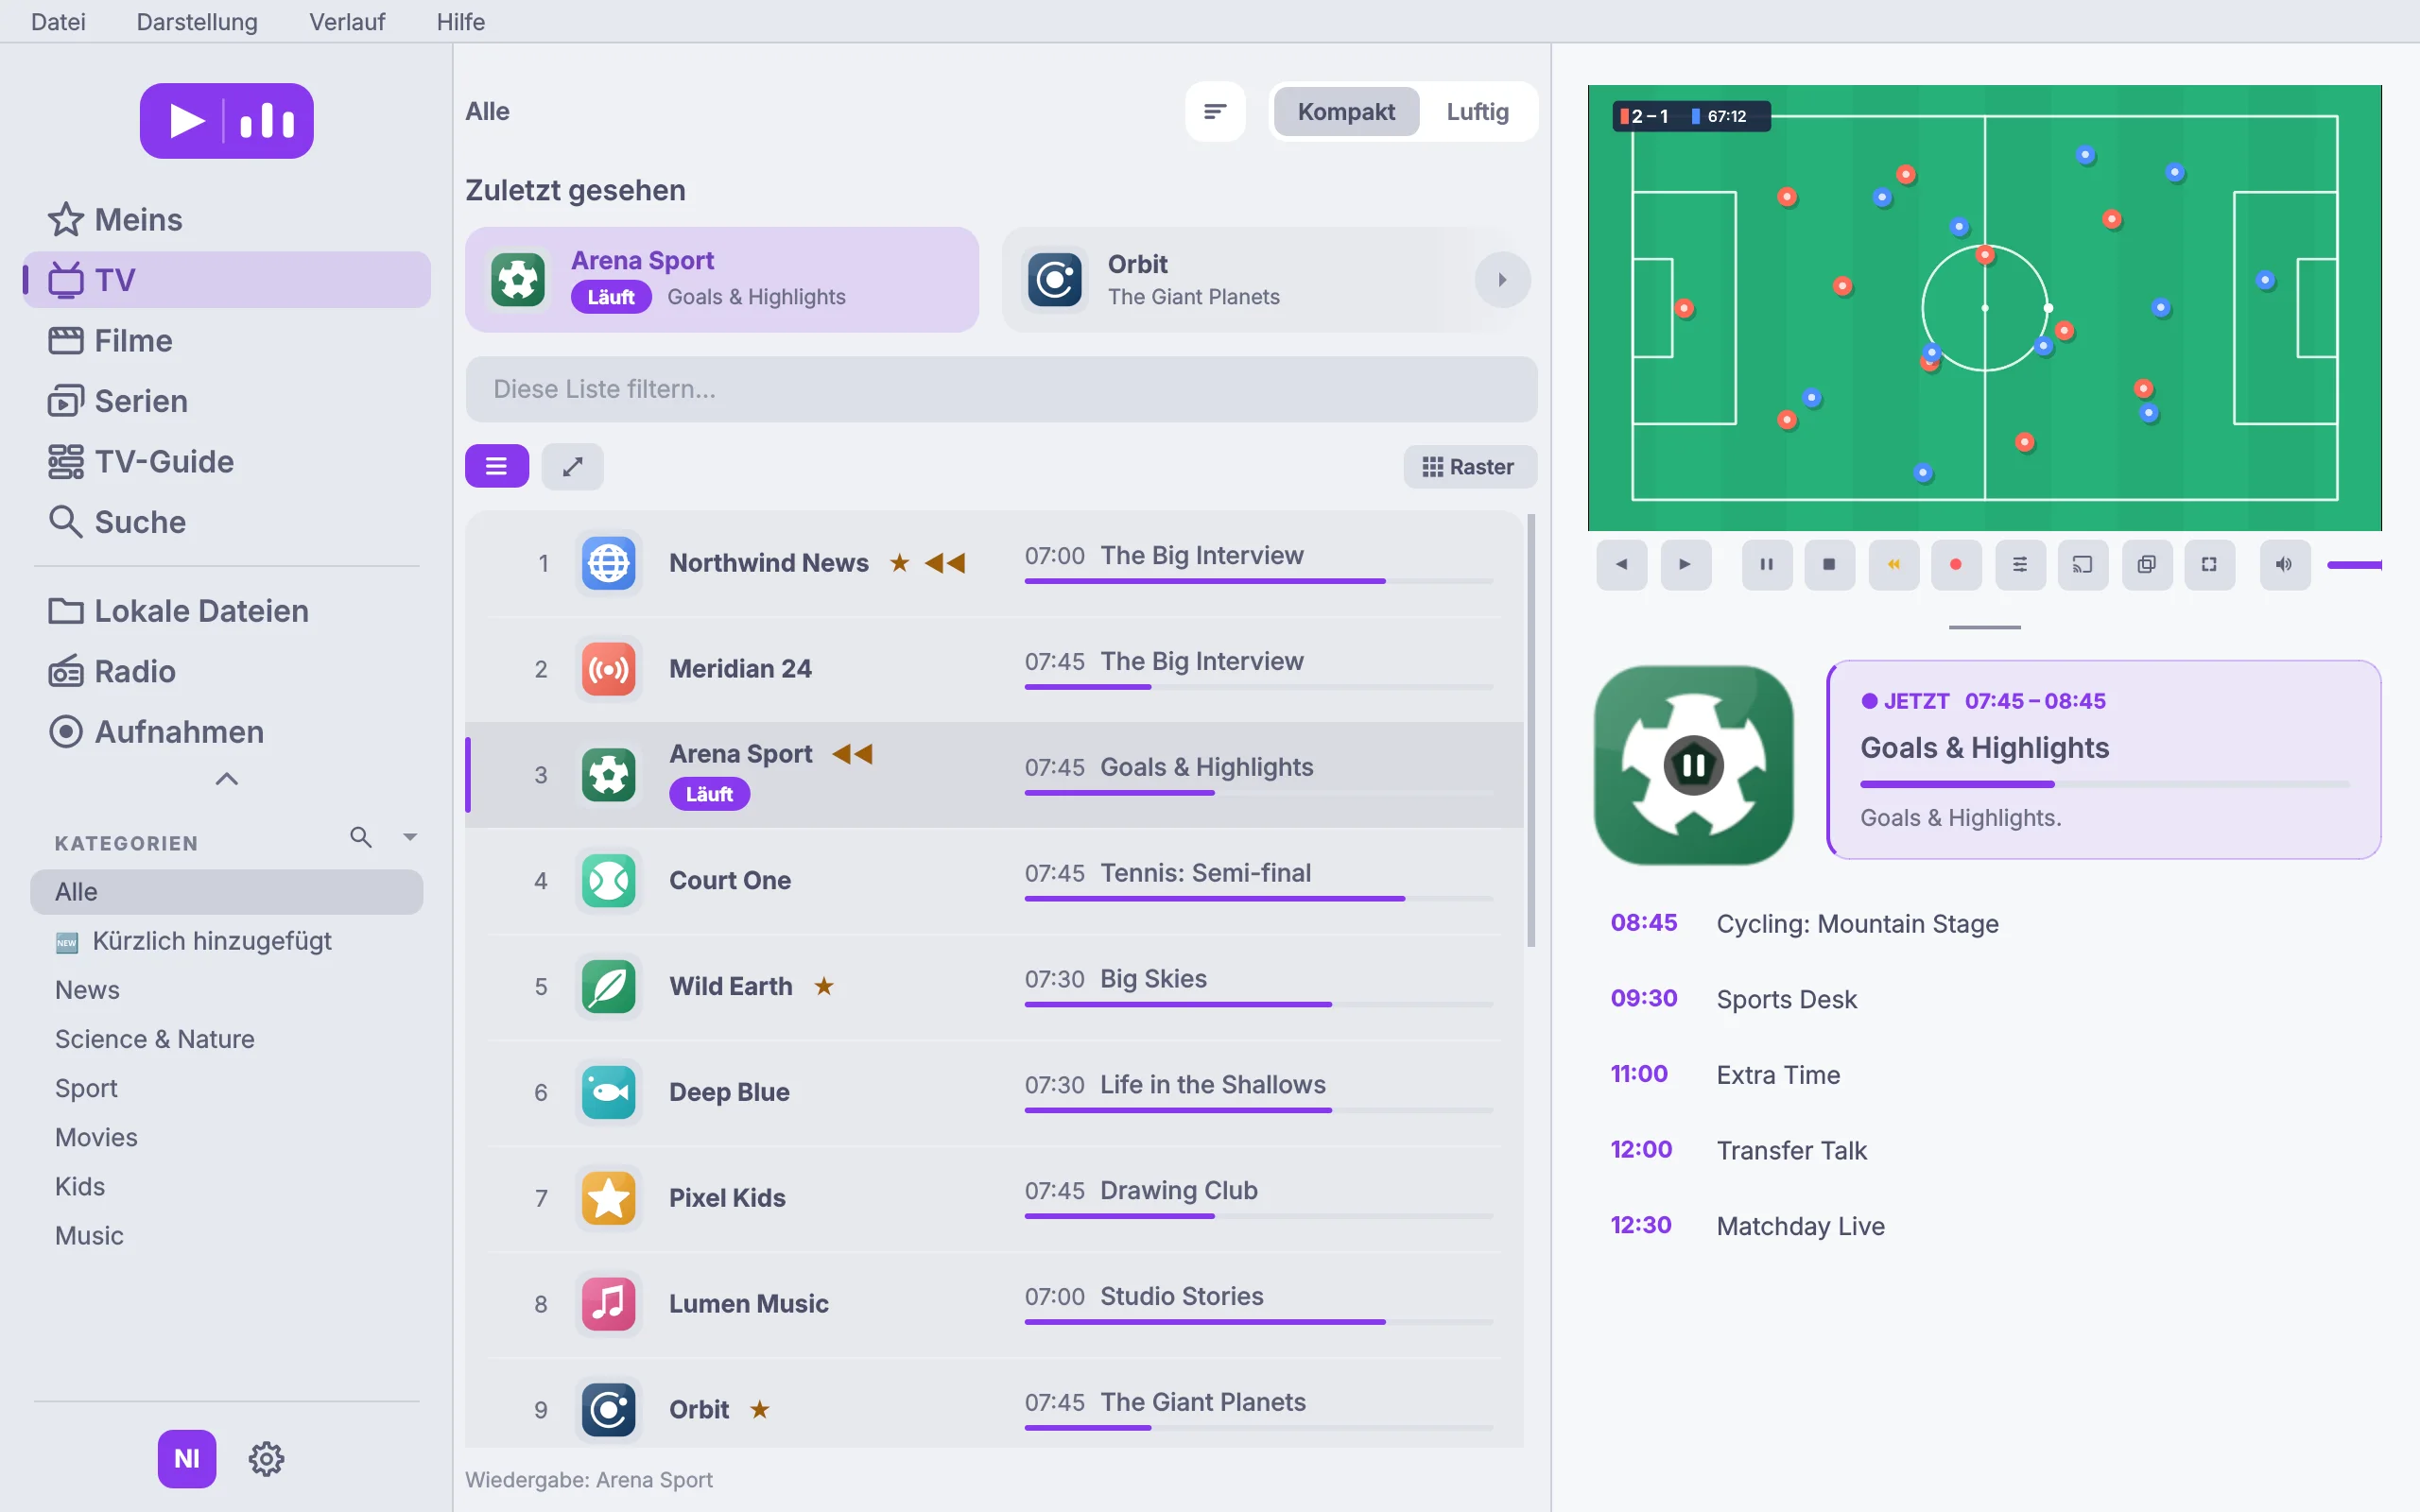 Datei Darstellung Verlauf Hilfe
Meins
TV
Filme
Serien
TV-Guide
Suche
Lokale Dateien
Radio
Aufnahmen
KATEGORIEN
Alle
NEW Kürzlich hinzugefügt
News
Science & Nature
Sport
Movies
Kids
Music
NI
Alle
Kompakt Luftig
Zuletzt gesehen
Arena Sport
Läuft Goals & Highlights
Orbit
The Giant Planets
Diese Liste filtern...
Raster
1 Northwind News 07:00 The Big Interview
2 Meridian 24 07:45 The Big Interview
3 Arena Sport 07:45 Goals & Highlights
Läuft
4 Court One 07:45 Tennis: Semi-final
5 Wild Earth 07:30 Big Skies
6 Deep Blue 07:30 Life in the Shallows
7 Pixel Kids 07:45 Drawing Club
8 Lumen Music 07:00 Studio Stories
9 Orbit 07:45 The Giant Planets
Wiedergabe: Arena Sport
2–1 67:12
JETZT 07:45–08:45
Goals & Highlights
Goals & Highlights.
08:45 Cycling: Mountain Stage
09:30 Sports Desk
11:00 Extra Time
12:00 Transfer Talk
12:30 Matchday Live